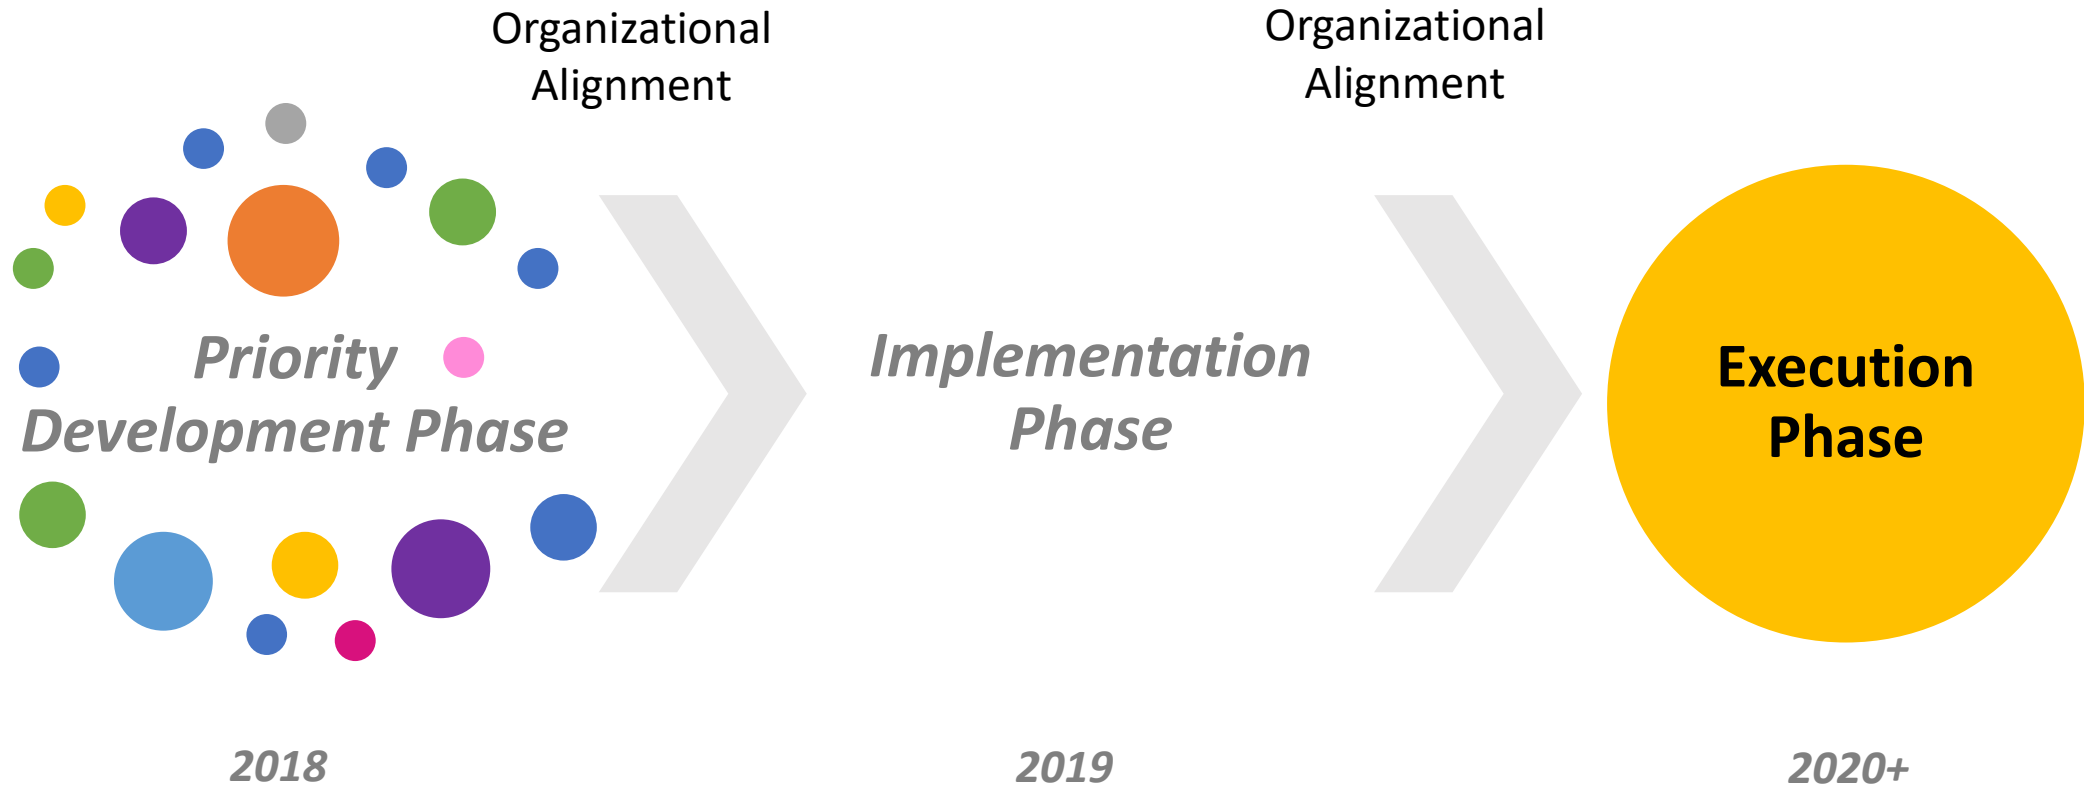 Organizational
Alignment
Organizational
Alignment
Priority
Development Phase
Implementation
Phase
Execution
Phase
2018
2019
2020+